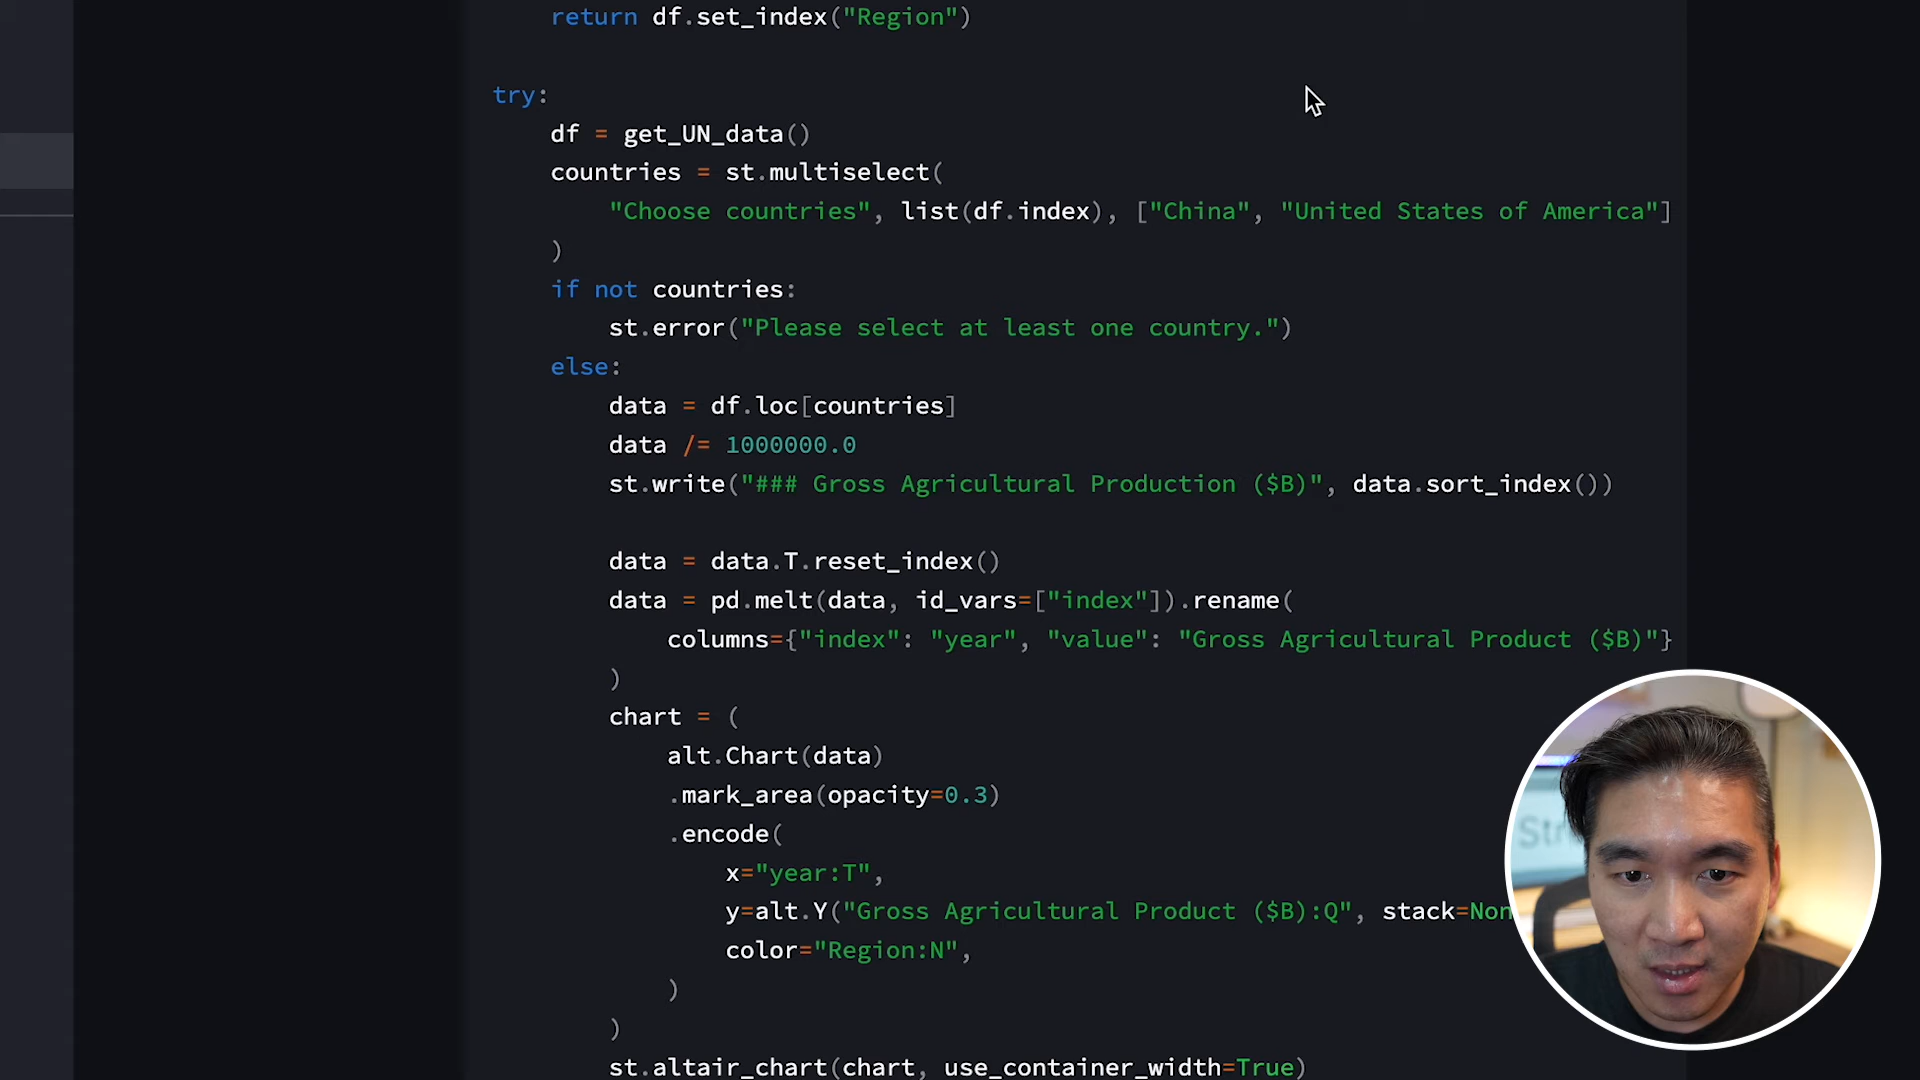 return df.set_index("Region")
try:
df = get_UN_data()
countries = st.multiselect(
"Choose countries", list(df.index), ["China", "United States of America"]
)
if not countries:
st.error("Please select at least one country.")
else:
data = df.loc[countries]
data /= 1000000.0
st.write("### Gross Agricultural Production ($B)", data.sort_index())
data = data.T.reset_index()
data = pd.melt(data, id_vars=["index"]).rename(
columns={"index": "year", "value": "Gross Agricultural Product ($B)"}
)
chart = (
alt.Chart(data)
.mark_area(opacity=0.3)
.encode(
x="year:T",
y=alt.Y("Gross Agricultural Product ($B):Q", stack=Non
color="Region:N",
)
)
st.altair_chart(chart, use_container_width=True)
Str